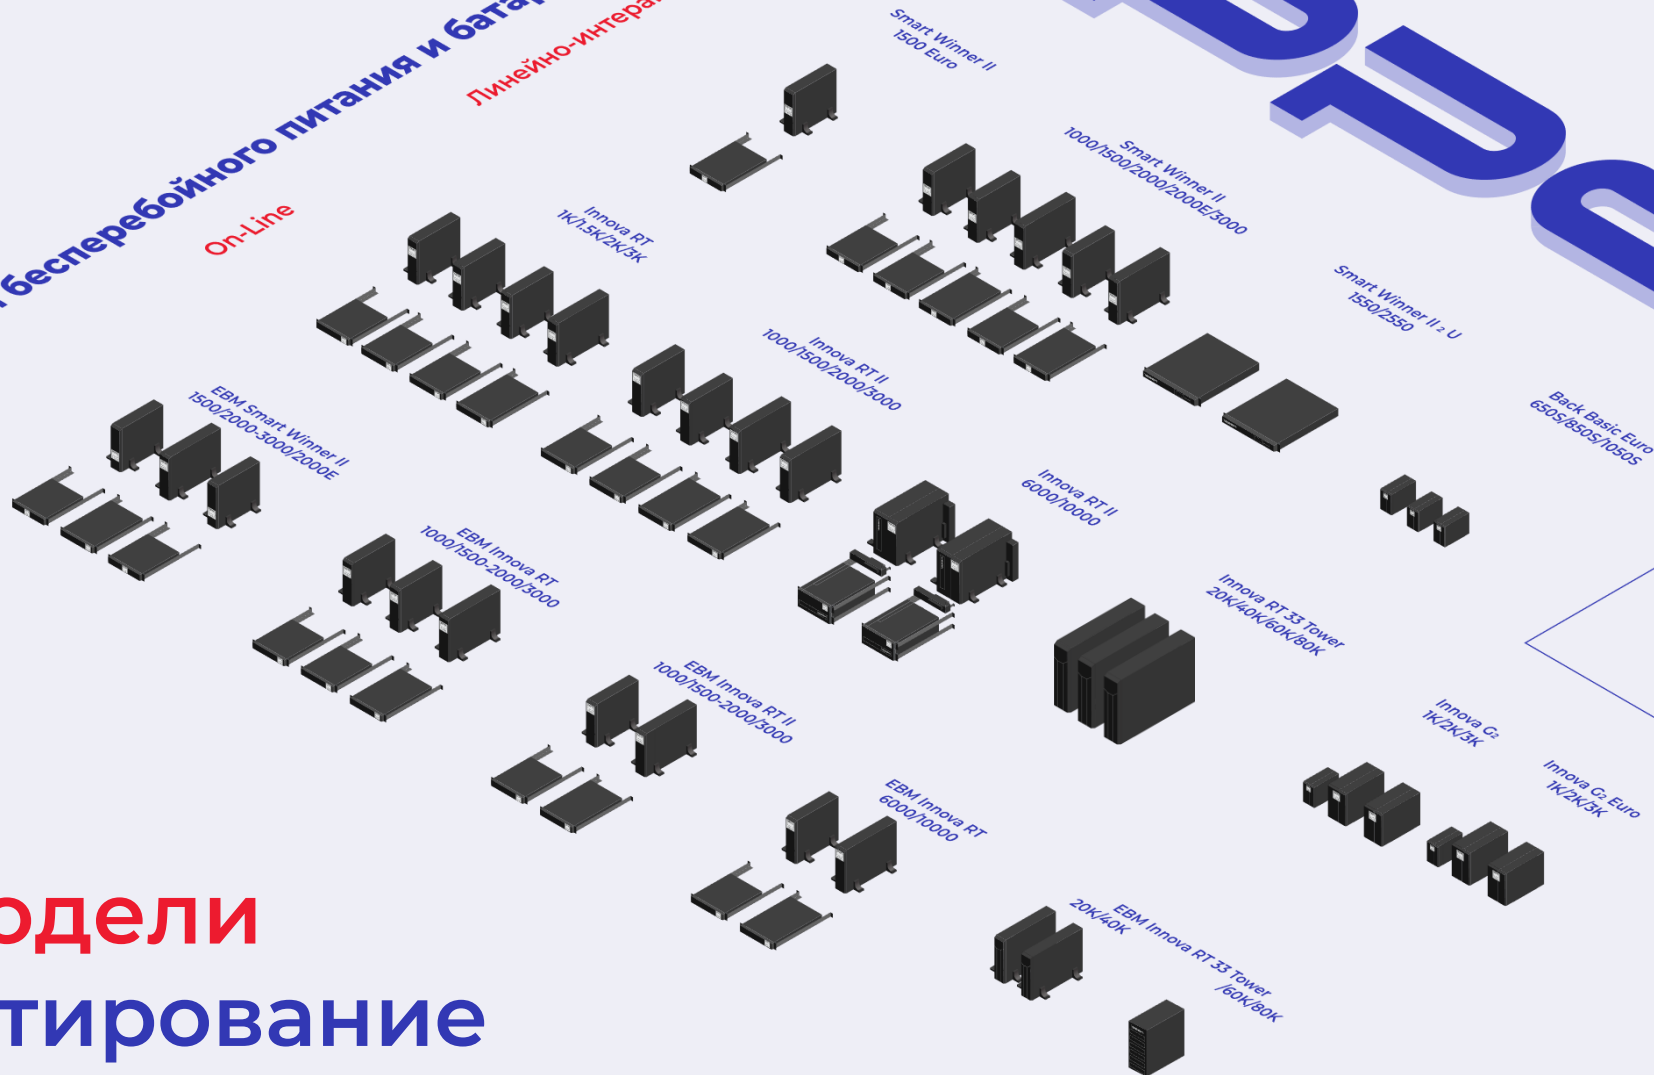 бесперебойного питания и
Линейно-интера
On-Line
Smart Winner II
1500 Euro
Smart Winner II
1000/1500/2000/2000E/3000
Innova RT
1K/1.5K/2K/3K
Smart Winner II ₂ U
1550/2550
Innova RT II
1000/1500/2000/3000
EBM Smart Winner II
1500/2000-3000/2000E
Back Basic Euro
650S/850S/1050S
Innova RT II
6000/10000
EBM Innova RT
1000/1500-2000/3000
Innova RT 33 Tower
20K/40K/60K/80K
EBM Innova RT II
1000/1500-2000/3000
Innova G₂
1K/2K/3K
Innova G₂ Euro
1K/2K/3K
EBM Innova RT
6000/10000
EBM Innova RT 33 Tower
20K/40K
/60K/80K
одели
тирование